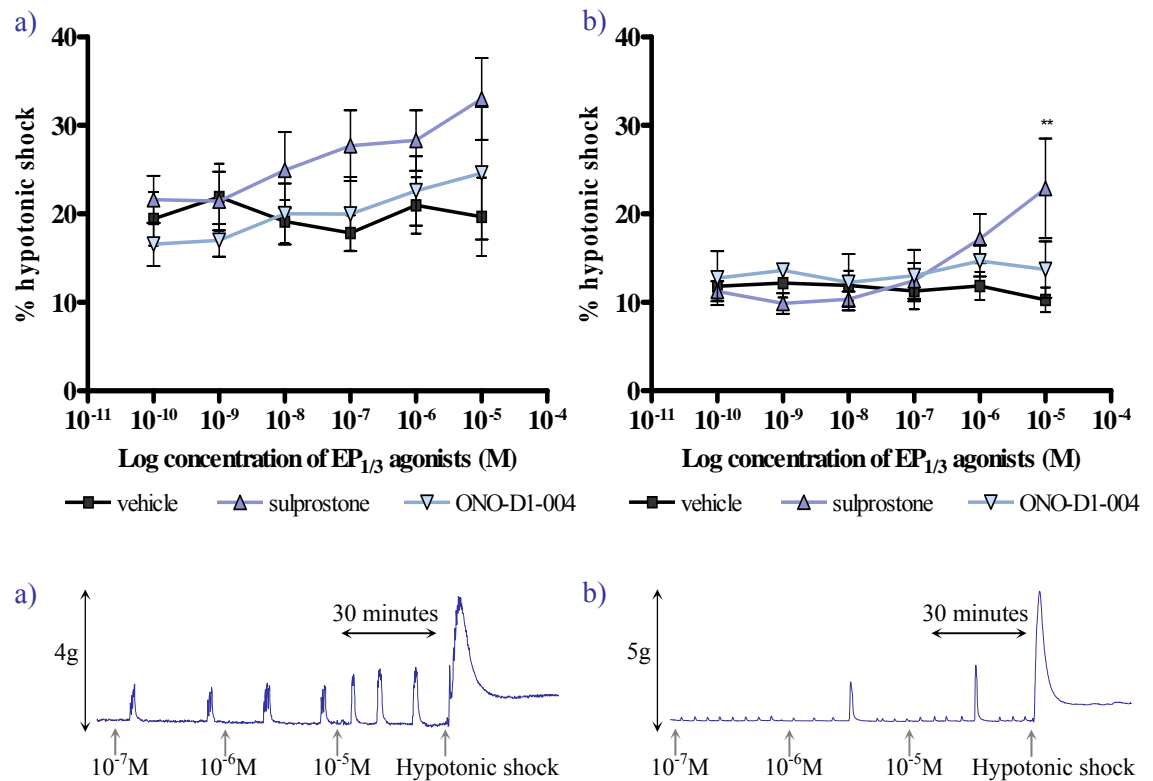 a)
40
30
20
10
0
% hypotonic shock
10⁻¹¹ 10⁻¹⁰ 10⁻⁹ 10⁻⁸ 10⁻⁷ 10⁻⁶ 10⁻⁵ 10⁻⁴
Log concentration of EP₁/₃ agonists (M)
vehicle sulprostone ONO-D1-004
b)
40
30
20
10
0
% hypotonic shock
**
10⁻¹¹ 10⁻¹⁰ 10⁻⁹ 10⁻⁸ 10⁻⁷ 10⁻⁶ 10⁻⁵ 10⁻⁴
Log concentration of EP₁/₃ agonists (M)
vehicle sulprostone ONO-D1-004
a)
30 minutes
4g
10⁻⁷M 10⁻⁶M 10⁻⁵M Hypotonic shock
b)
30 minutes
5g
10⁻⁷M 10⁻⁶M 10⁻⁵M Hypotonic shock